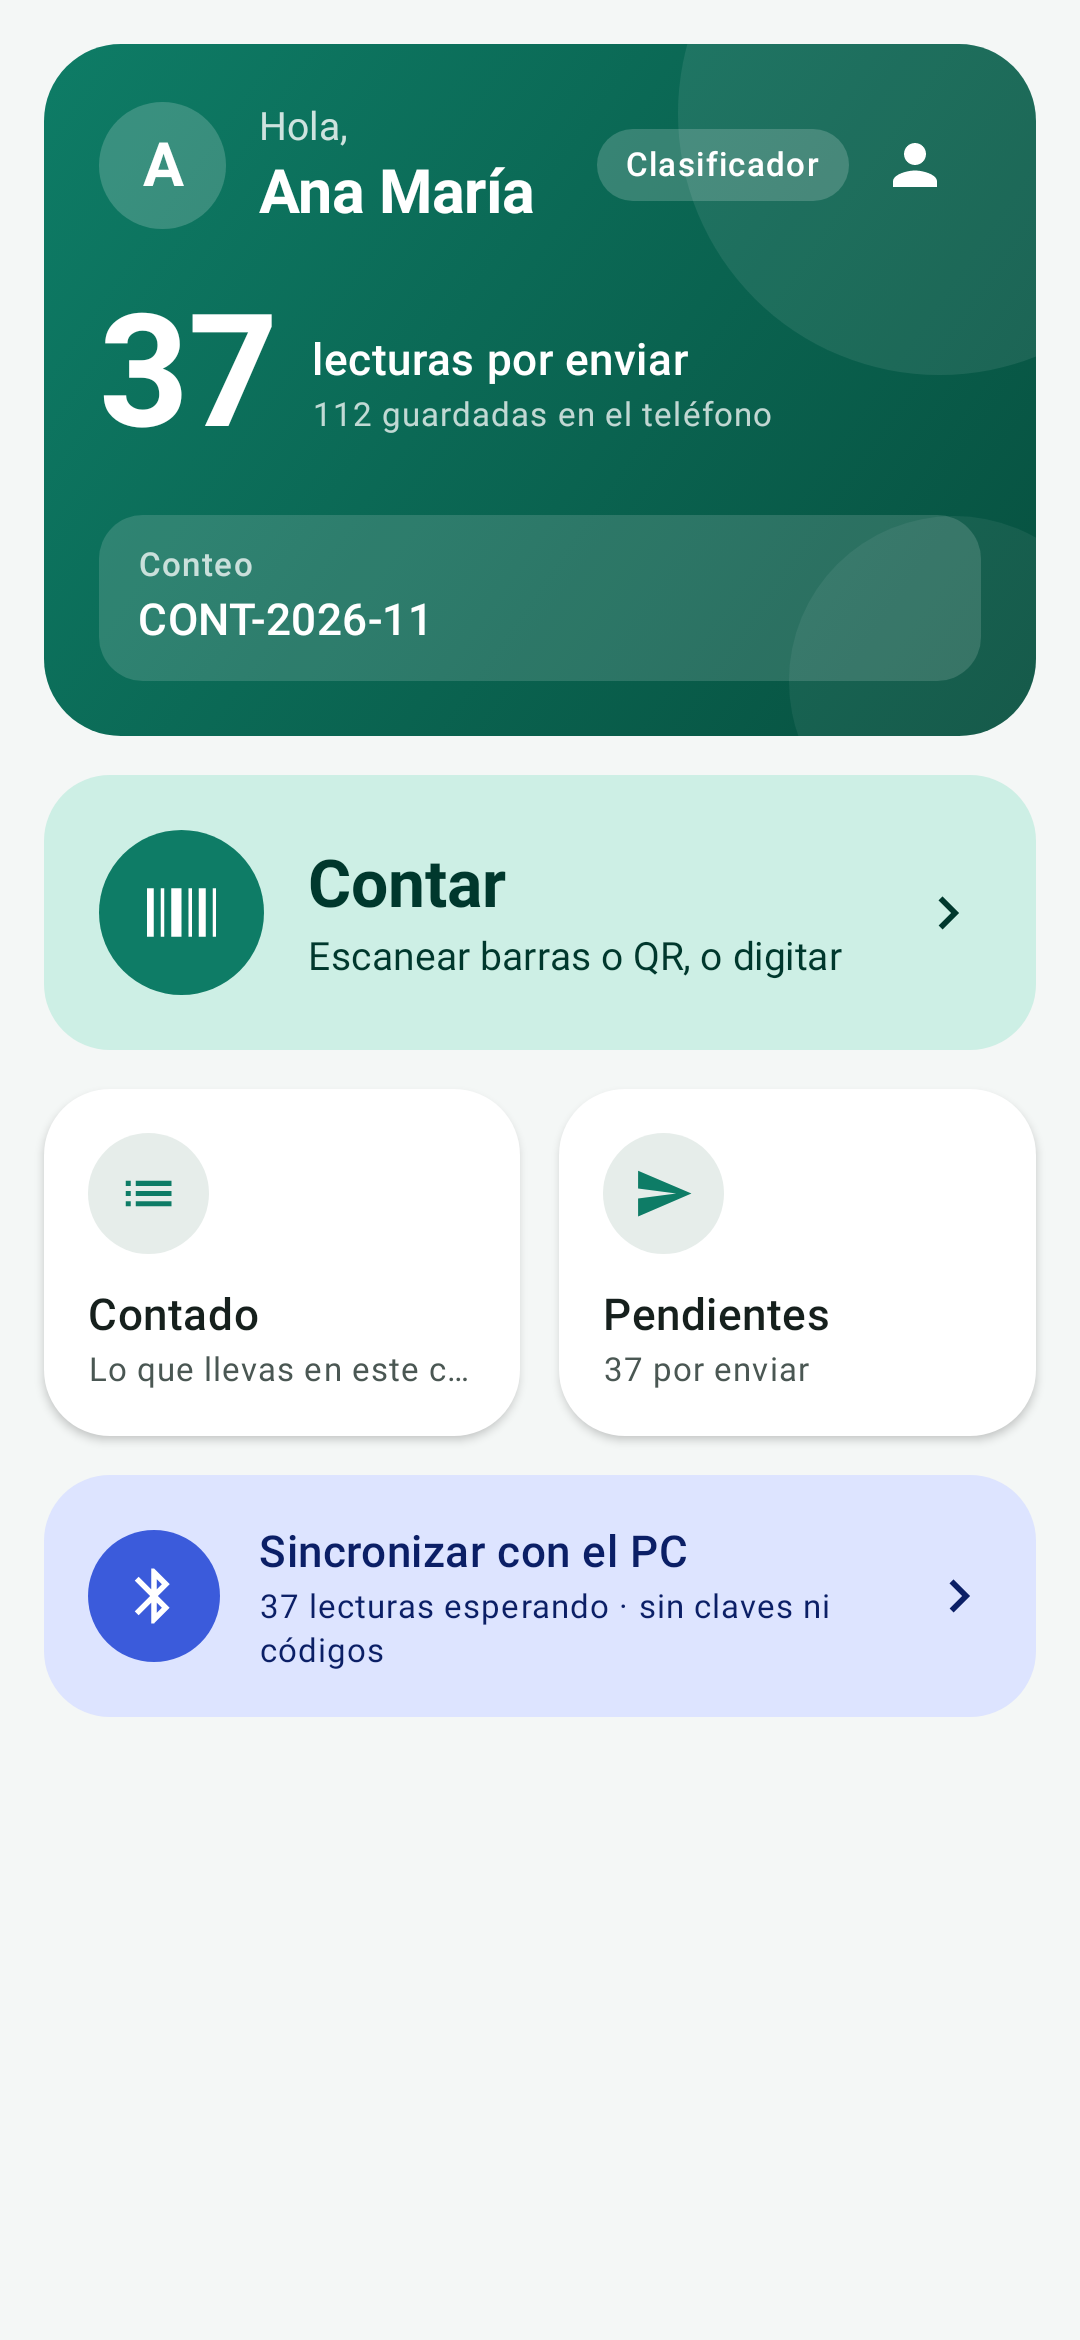 A
Hola,
Ana María
Clasificador
37
lecturas por enviar
112 guardadas en el teléfono
Conteo
CONT-2026-11
Contar
Escanear barras o QR, o digitar
Contado
Lo que llevas en este c...
Pendientes
37 por enviar
Sincronizar con el PC
37 lecturas esperando · sin claves ni
códigos